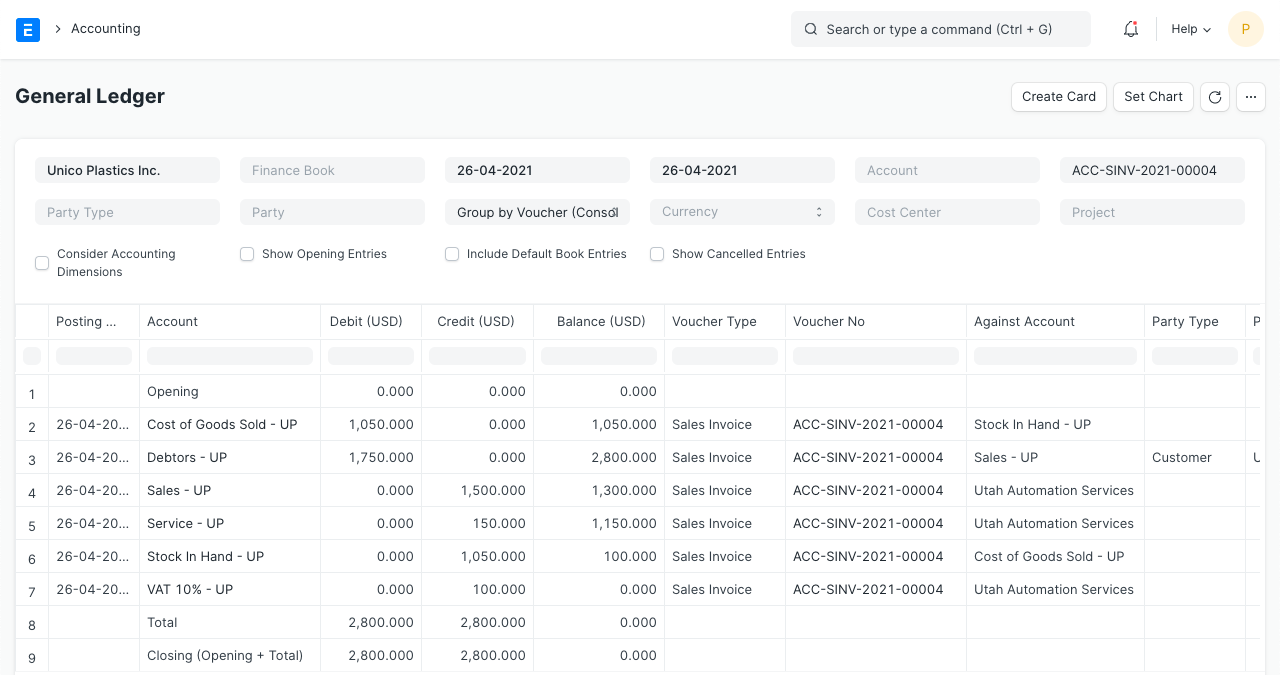 E
Accounting
Search or type a command (Ctrl + G)
Help
P
General Ledger
Create Card
Set Chart
Unico Plastics Inc.
Finance Book
26-04-2021
26-04-2021
Account
ACC-SINV-2021-00004
Party Type
Party
Group by Voucher (Consol
Currency
Cost Center
Project
Consider Accounting
Dimensions
Show Opening Entries
Include Default Book Entries
Show Cancelled Entries
Posting ... Account Debit (USD) Credit (USD) Balance (USD) Voucher Type Voucher No Against Account Party Type P
1 Opening 0.000 0.000 0.000
2 26-04-20... Cost of Goods Sold - UP 1,050.000 0.000 1,050.000 Sales Invoice ACC-SINV-2021-00004 Stock In Hand - UP
3 26-04-20... Debtors - UP 1,750.000 0.000 2,800.000 Sales Invoice ACC-SINV-2021-00004 Sales - UP Customer U
4 26-04-20... Sales - UP 0.000 1,500.000 1,300.000 Sales Invoice ACC-SINV-2021-00004 Utah Automation Services
5 26-04-20... Service - UP 0.000 150.000 1,150.000 Sales Invoice ACC-SINV-2021-00004 Utah Automation Services
6 26-04-20... Stock In Hand - UP 0.000 1,050.000 100.000 Sales Invoice ACC-SINV-2021-00004 Cost of Goods Sold - UP
7 26-04-20... VAT 10% - UP 0.000 100.000 0.000 Sales Invoice ACC-SINV-2021-00004 Utah Automation Services
8 Total 2,800.000 2,800.000 0.000
9 Closing (Opening + Total) 2,800.000 2,800.000 0.000